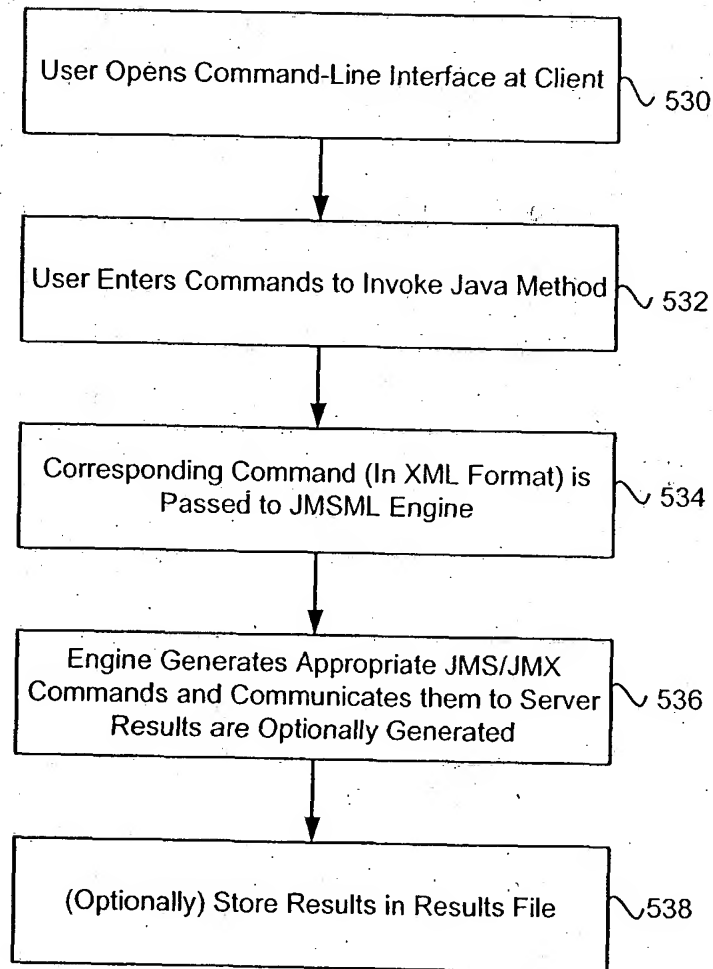 User Opens Command-Line Interface at Client
530
User Enters Commands to Invoke Java Method
532
Corresponding Command (In XML Format) is
Passed to JMSML Engine
534
Engine Generates Appropriate JMS/JMX
Commands and Communicates them to Server
Results are Optionally Generated
536
(Optionally) Store Results in Results File
538